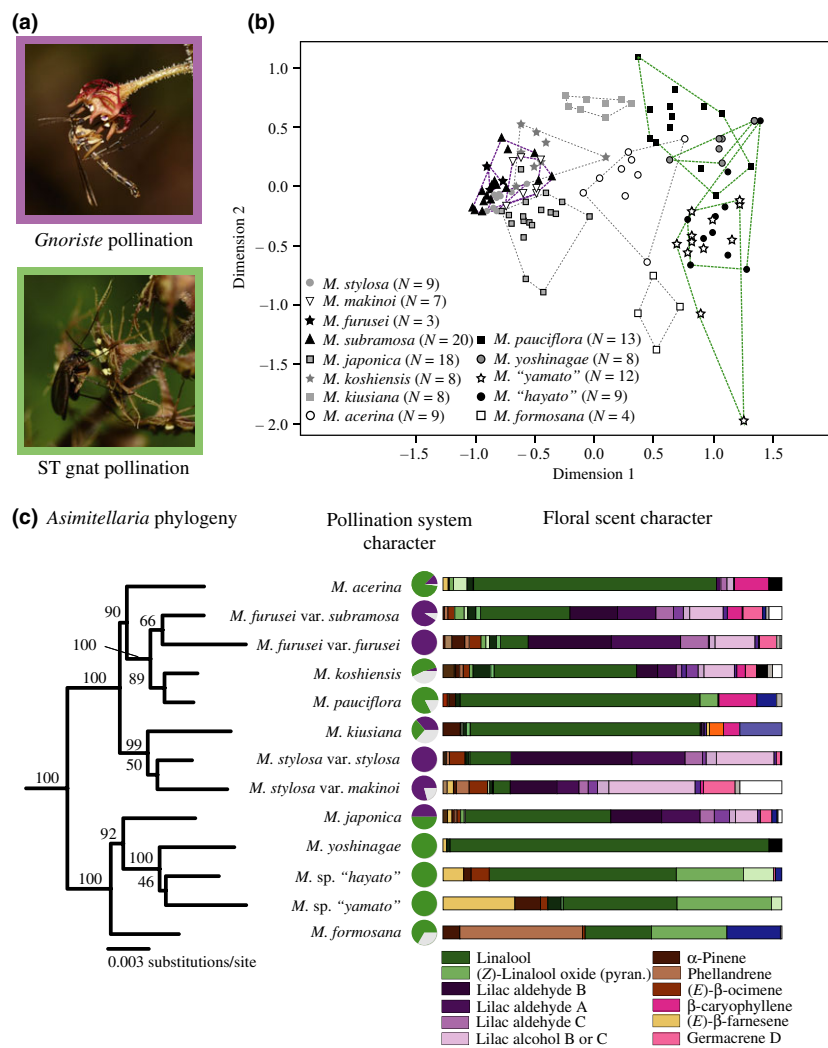 (a)
Gnoriste pollination
ST gnat pollination
(b)
1.0
0.5
0.0
−0.5
−1.0
−1.5
−2.0
Dimension 2
−1.5
−1.0
−0.5
0.0
0.5
1.0
1.5
Dimension 1
M. stylosa (N = 9)
M. makinoi (N = 7)
M. furusei (N = 3)
M. subramosa (N = 20)
M. japonica (N = 18)
M. koshiensis (N = 8)
M. kiusiana (N = 8)
M. acerina (N = 9)
M. pauciflora (N = 13)
M. yoshinagae (N = 8)
M. “yamato” (N = 12)
M. “hayato” (N = 9)
M. formosana (N = 4)
(c) Asimitellaria phylogeny
Pollination system
character
Floral scent character
M. acerina
M. furusei var. subramosa
M. furusei var. furusei
M. koshiensis
M. pauciflora
M. kiusiana
M. stylosa var. stylosa
M. stylosa var. makinoi
M. japonica
M. yoshinagae
M. sp. “hayato”
M. sp. “yamato”
M. formosana
90
66
100
89
100
99
50
100
92
100
46
100
0.003 substitutions/site
Linalool
(Z)-Linalool oxide (pyran.)
Lilac aldehyde B
Lilac aldehyde A
Lilac aldehyde C
Lilac alcohol B or C
α-Pinene
Phellandrene
(E)-β-ocimene
β-caryophyllene
(E)-β-farnesene
Germacrene D